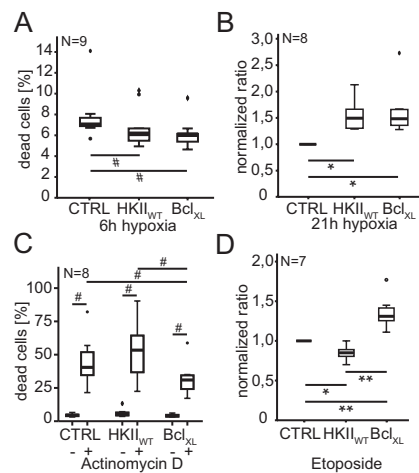 A
N=9
dead cells [%]
14
12
10
8
6
4
2
0
#
#
CTRL HKII_WT Bcl_XL
6h hypoxia
B
N=8
normalized ratio
3,0
2,5
2,0
1,5
1,0
0,5
0
*
*
CTRL HKII_WT Bcl_XL
21h hypoxia
C
N=8
dead cells [%]
100
75
50
25
0
#
#
#
#
#
CTRL HKII_WT Bcl_XL
- + - + - +
Actinomycin D
D
N=7
normalized ratio
2,0
1,5
1,0
0,5
0
*
**
**
CTRL HKII_WT Bcl_XL
Etoposide